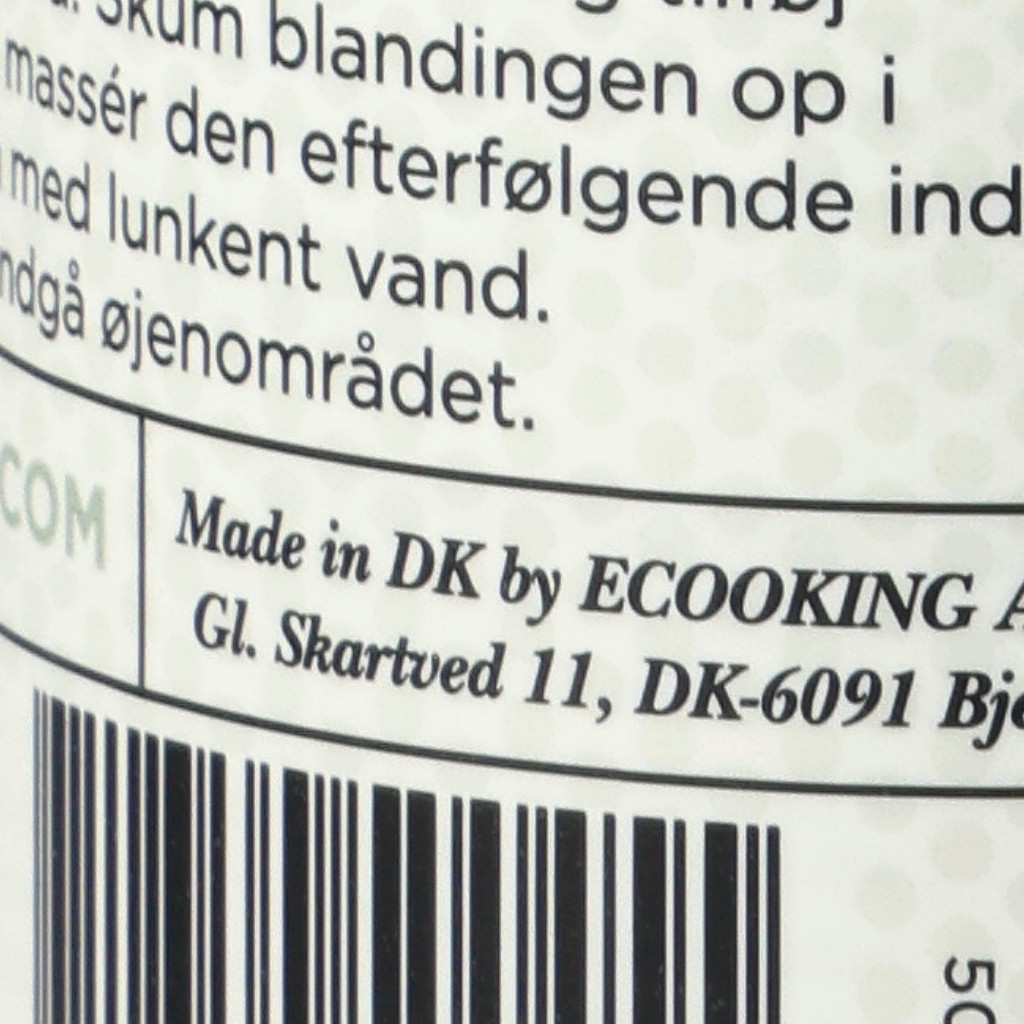 Skum blandingen op i
massér den efterfølgende ind
med lunkent vand.
øjenområdet.
COM
Made in DK by ECOOKING
Gl. Skartved 11, DK-6091